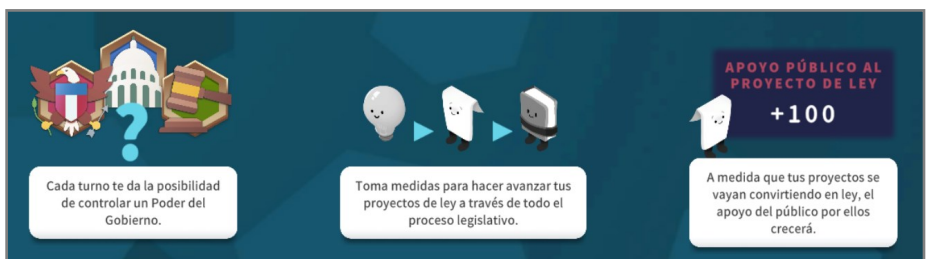 ?
Cada turno te da la posibilidad
de controlar un Poder del
Gobierno.
Toma medidas para hacer avanzar tus
proyectos de ley a través de todo el
proceso legislativo.
APOYO PÚBLICO AL
PROYECTO DE LEY
+100
A medida que tus proyectos se
vayan convirtiendo en ley, el
apoyo del público por ellos
crecerá.